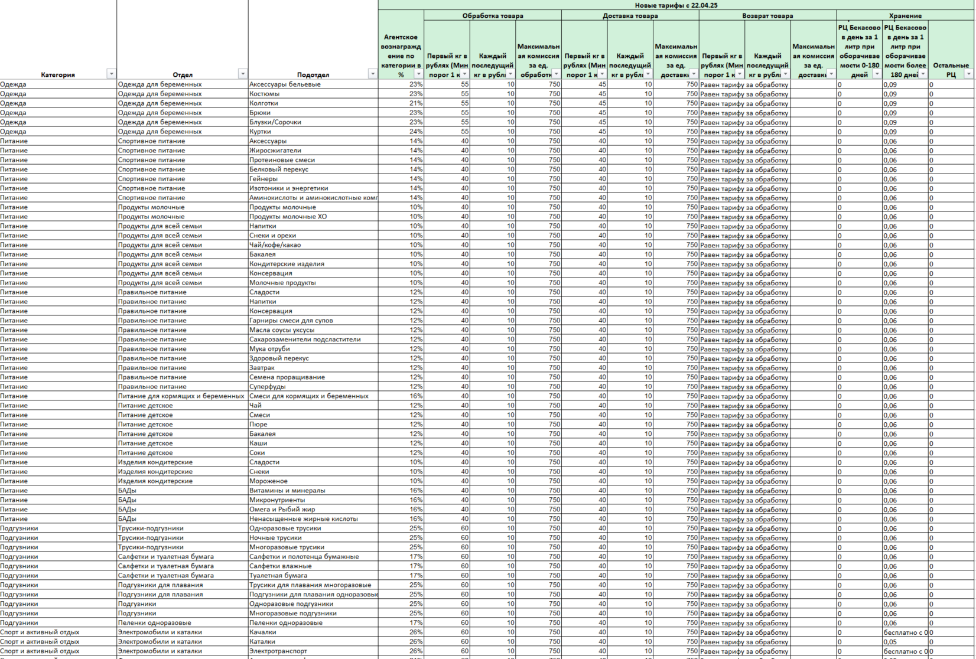 Новые тарифы с 22.04.25
Обработка товара Доставка товара Возврат товара Хранение
Категория Отдел Подотдел Агентское вознаграждение по категории в % Первый кг в рублях (Мин порог 1 к Каждый последующий кг в рубл Максимальная комиссия за ед. обработк Первый кг в рублях (Мин порог 1 к Каждый последующий кг в рубл Максимальная комиссия за ед. доставк Первый кг в рублях (Мин порог 1 к Каждый последующий кг в рубл Максимальная комиссия за ед. доставк РЦ Бекасово в день за 1 литр при оборачиваемости 0-180 дней РЦ Бекасово в день за 1 литр при оборачиваемости более 180 дней Остальные РЦ
Одежда Одежда для беременных Аксессуары бельевые 23% 55 10 750 45 10 750 Равен тарифу за обработку 0 0,09 0
Одежда Одежда для беременных Костюмы 23% 55 10 750 45 10 750 Равен тарифу за обработку 0 0,09 0
Одежда Одежда для беременных Колготки 21% 55 10 750 45 10 750 Равен тарифу за обработку 0 0,09 0
Одежда Одежда для беременных Брюки 23% 55 10 750 45 10 750 Равен тарифу за обработку 0 0,09 0
Одежда Одежда для беременных Блузки/Сорочки 23% 55 10 750 45 10 750 Равен тарифу за обработку 0 0,09 0
Одежда Одежда для беременных Куртки 24% 55 10 750 45 10 750 Равен тарифу за обработку 0 0,09 0
Питание Спортивное питание Аксессуары 14% 40 10 750 40 10 750 Равен тарифу за обработку 0 0,06 0
Питание Спортивное питание Жиросжигатели 14% 40 10 750 40 10 750 Равен тарифу за обработку 0 0,06 0
Питание Спортивное питание Протеиновые смеси 14% 40 10 750 40 10 750 Равен тарифу за обработку 0 0,06 0
Питание Спортивное питание Белковый перекус 14% 40 10 750 40 10 750 Равен тарифу за обработку 0 0,06 0
Питание Спортивное питание Гейнеры 14% 40 10 750 40 10 750 Равен тарифу за обработку 0 0,06 0
Питание Спортивное питание Изотоники и энергетики 14% 40 10 750 40 10 750 Равен тарифу за обработку 0 0,06 0
Питание Спортивное питание Аминокислоты и аминокислотные комп 14% 40 10 750 40 10 750 Равен тарифу за обработку 0 0,06 0
Питание Продукты молочные Продукты молочные 10% 40 10 750 40 10 750 Равен тарифу за обработку 0 0,06 0
Питание Продукты молочные Продукты молочные ХО 10% 40 10 750 40 10 750 Равен тарифу за обработку 0 0,06 0
Питание Продукты для всей семьи Напитки 10% 40 10 750 40 10 750 Равен тарифу за обработку 0 0,06 0
Питание Продукты для всей семьи Снеки и орехи 10% 40 10 750 40 10 750 Равен тарифу за обработку 0 0,06 0
Питание Продукты для всей семьи Чай/кофе/какао 10% 40 10 750 40 10 750 Равен тарифу за обработку 0 0,06 0
Питание Продукты для всей семьи Бакалея 10% 40 10 750 40 10 750 Равен тарифу за обработку 0 0,06 0
Питание Продукты для всей семьи Кондитерские изделия 10% 40 10 750 40 10 750 Равен тарифу за обработку 0 0,06 0
Питание Продукты для всей семьи Консервация 10% 40 10 750 40 10 750 Равен тарифу за обработку 0 0,06 0
Питание Продукты для всей семьи Молочные продукты 10% 40 10 750 40 10 750 Равен тарифу за обработку 0 0,06 0
Питание Правильное питание Сладости 12% 40 10 750 40 10 750 Равен тарифу за обработку 0 0,06 0
Питание Правильное питание Напитки 12% 40 10 750 40 10 750 Равен тарифу за обработку 0 0,06 0
Питание Правильное питание Консервация 12% 40 10 750 40 10 750 Равен тарифу за обработку 0 0,06 0
Питание Правильное питание Гарниры смеси для супов 12% 40 10 750 40 10 750 Равен тарифу за обработку 0 0,06 0
Питание Правильное питание Масла соусы уксусы 12% 40 10 750 40 10 750 Равен тарифу за обработку 0 0,06 0
Питание Правильное питание Сахарозаменители подсластители 12% 40 10 750 40 10 750 Равен тарифу за обработку 0 0,06 0
Питание Правильное питание Мука отруби 12% 40 10 750 40 10 750 Равен тарифу за обработку 0 0,06 0
Питание Правильное питание Здоровый перекус 12% 40 10 750 40 10 750 Равен тарифу за обработку 0 0,06 0
Питание Правильное питание Завтрак 12% 40 10 750 40 10 750 Равен тарифу за обработку 0 0,06 0
Питание Правильное питание Семена проращивание 12% 40 10 750 40 10 750 Равен тарифу за обработку 0 0,06 0
Питание Правильное питание Суперфуды 12% 40 10 750 40 10 750 Равен тарифу за обработку 0 0,06 0
Питание Питание для кормящих и беременных Смеси для кормящих и беременных 16% 40 10 750 40 10 750 Равен тарифу за обработку 0 0,06 0
Питание Питание детское Чай 12% 40 10 750 40 10 750 Равен тарифу за обработку 0 0,06 0
Питание Питание детское Смеси 12% 40 10 750 40 10 750 Равен тарифу за обработку 0 0,06 0
Питание Питание детское Пюре 12% 40 10 750 40 10 750 Равен тарифу за обработку 0 0,06 0
Питание Питание детское Бакалея 12% 40 10 750 40 10 750 Равен тарифу за обработку 0 0,06 0
Питание Питание детское Каши 12% 40 10 750 40 10 750 Равен тарифу за обработку 0 0,06 0
Питание Питание детское Соки 12% 40 10 750 40 10 750 Равен тарифу за обработку 0 0,06 0
Питание Изделия кондитерские Сладости 10% 40 10 750 40 10 750 Равен тарифу за обработку 0 0,06 0
Питание Изделия кондитерские Снеки 10% 40 10 750 40 10 750 Равен тарифу за обработку 0 0,06 0
Питание Изделия кондитерские Мороженое 10% 40 10 750 40 10 750 Равен тарифу за обработку 0 0,06 0
Питание БАДы Витамины и минералы 16% 40 10 750 40 10 750 Равен тарифу за обработку 0 0,06 0
Питание БАДы Микронутриенты 16% 40 10 750 40 10 750 Равен тарифу за обработку 0 0,06 0
Питание БАДы Омега и Рыбий жир 16% 40 10 750 40 10 750 Равен тарифу за обработку 0 0,06 0
Питание БАДы Ненасыщенные жирные кислоты 16% 40 10 750 40 10 750 Равен тарифу за обработку 0 0,06 0
Подгузники Трусики-подгузники Одноразовые трусики 25% 60 10 750 40 10 750 Равен тарифу за обработку 0 0,06 0
Подгузники Трусики-подгузники Ночные трусики 25% 60 10 750 40 10 750 Равен тарифу за обработку 0 0,06 0
Подгузники Трусики-подгузники Многоразовые трусики 25% 60 10 750 40 10 750 Равен тарифу за обработку 0 0,06 0
Подгузники Салфетки и туалетная бумага Салфетки и полотенца бумажные 17% 60 10 750 40 10 750 Равен тарифу за обработку 0 0,06 0
Подгузники Салфетки и туалетная бумага Салфетки влажные 17% 60 10 750 40 10 750 Равен тарифу за обработку 0 0,06 0
Подгузники Салфетки и туалетная бумага Туалетная бумага 17% 60 10 750 40 10 750 Равен тарифу за обработку 0 0,06 0
Подгузники Подгузники для плавания Трусики для плавания многоразовые 25% 60 10 750 40 10 750 Равен тарифу за обработку 0 0,06 0
Подгузники Подгузники для плавания Подгузники для плавания одноразовые 25% 60 10 750 40 10 750 Равен тарифу за обработку 0 0,06 0
Подгузники Подгузники Одноразовые подгузники 25% 60 10 750 40 10 750 Равен тарифу за обработку 0 0,06 0
Подгузники Подгузники Многоразовые подгузники 25% 60 10 750 40 10 750 Равен тарифу за обработку 0 0,06 0
Подгузники Пеленки одноразовые Пеленки одноразовые 17% 60 10 750 40 10 750 Равен тарифу за обработку 0 0,06 0
Спорт и активный отдых Электромобили и каталки Качалки 26% 60 10 750 40 10 750 Равен тарифу за обработку 0 бесплатно с 0 0
Спорт и активный отдых Электромобили и каталки Каталки 26% 60 10 750 40 10 750 Равен тарифу за обработку 0 0,05 0
Спорт и активный отдых Электромобили и каталки Электротранспорт 26% 60 10 750 40 10 750 Равен тарифу за обработку 0 бесплатно с 0 0